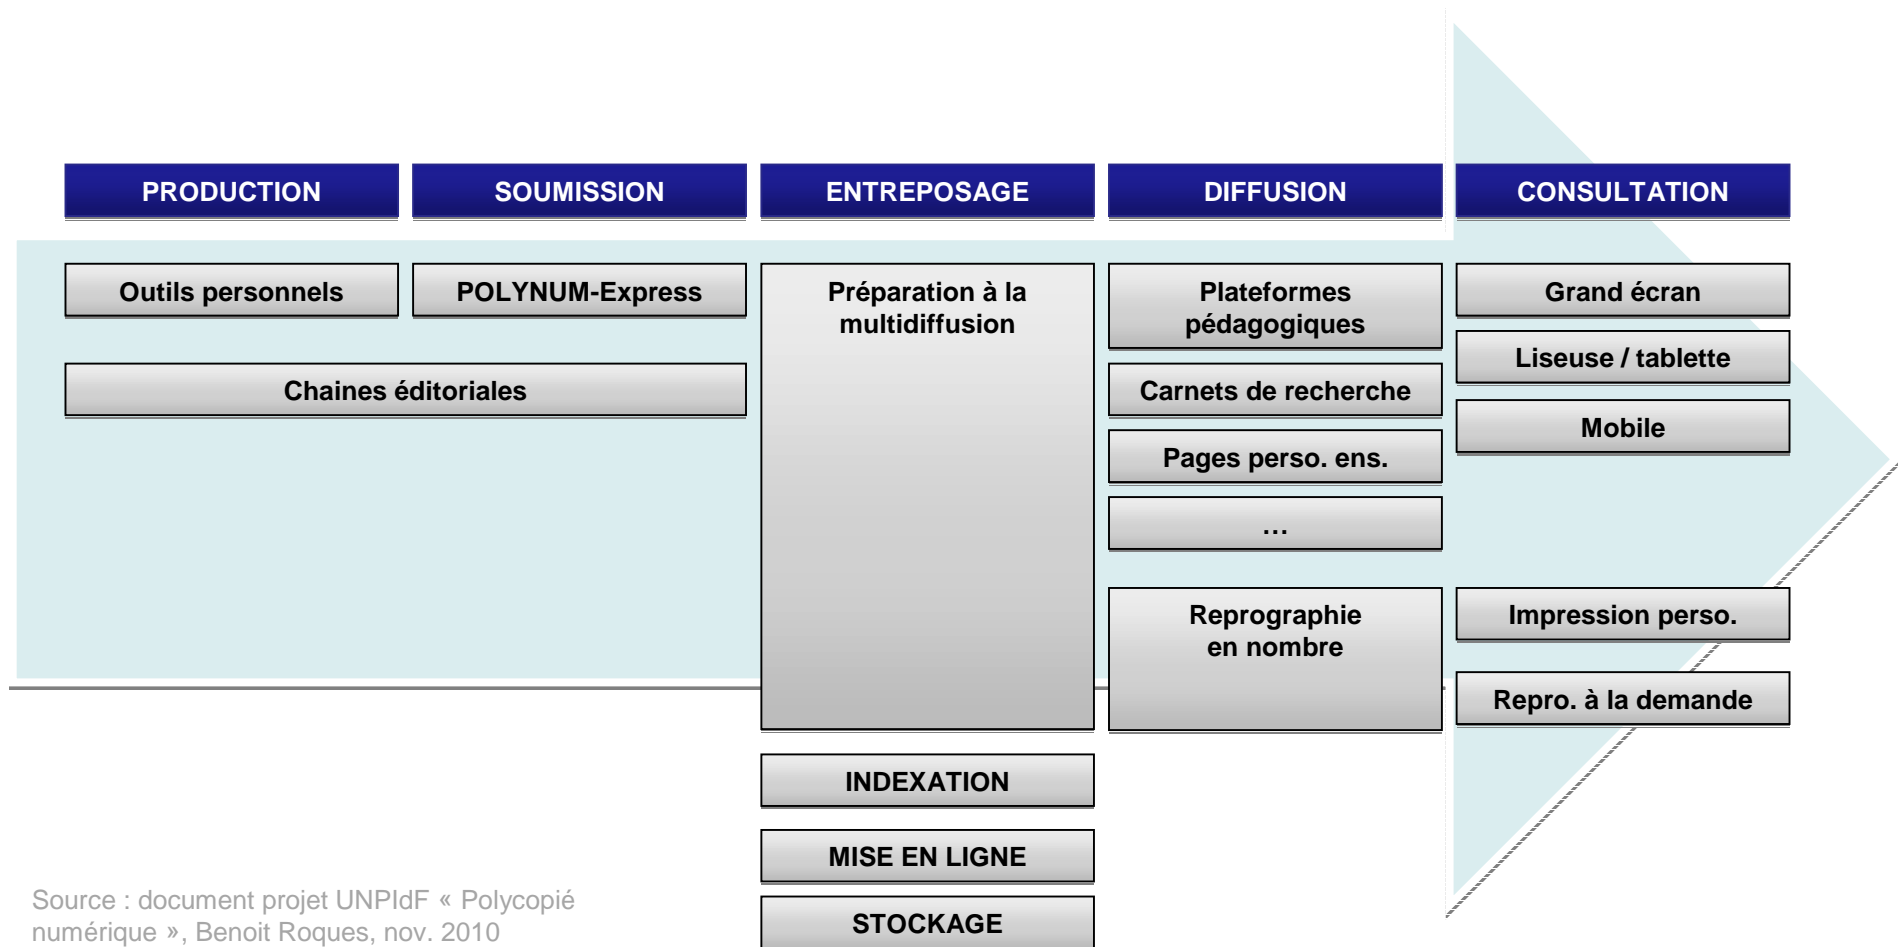 PRODUCTION
SOUMISSION
ENTREPOSAGE
DIFFUSION
CONSULTATION
Outils personnels
POLYNUM-Express
Chaines éditoriales
Préparation à la
multidiffusion
INDEXATION
MISE EN LIGNE
STOCKAGE
Plateformes
pédagogiques
Carnets de recherche
Pages perso. ens.
…
Reprographie
en nombre
Grand écran
Liseuse / tablette
Mobile
Impression perso.
Repro. à la demande
Source : document projet UNPIdF « Polycopié
numérique », Benoit Roques, nov. 2010